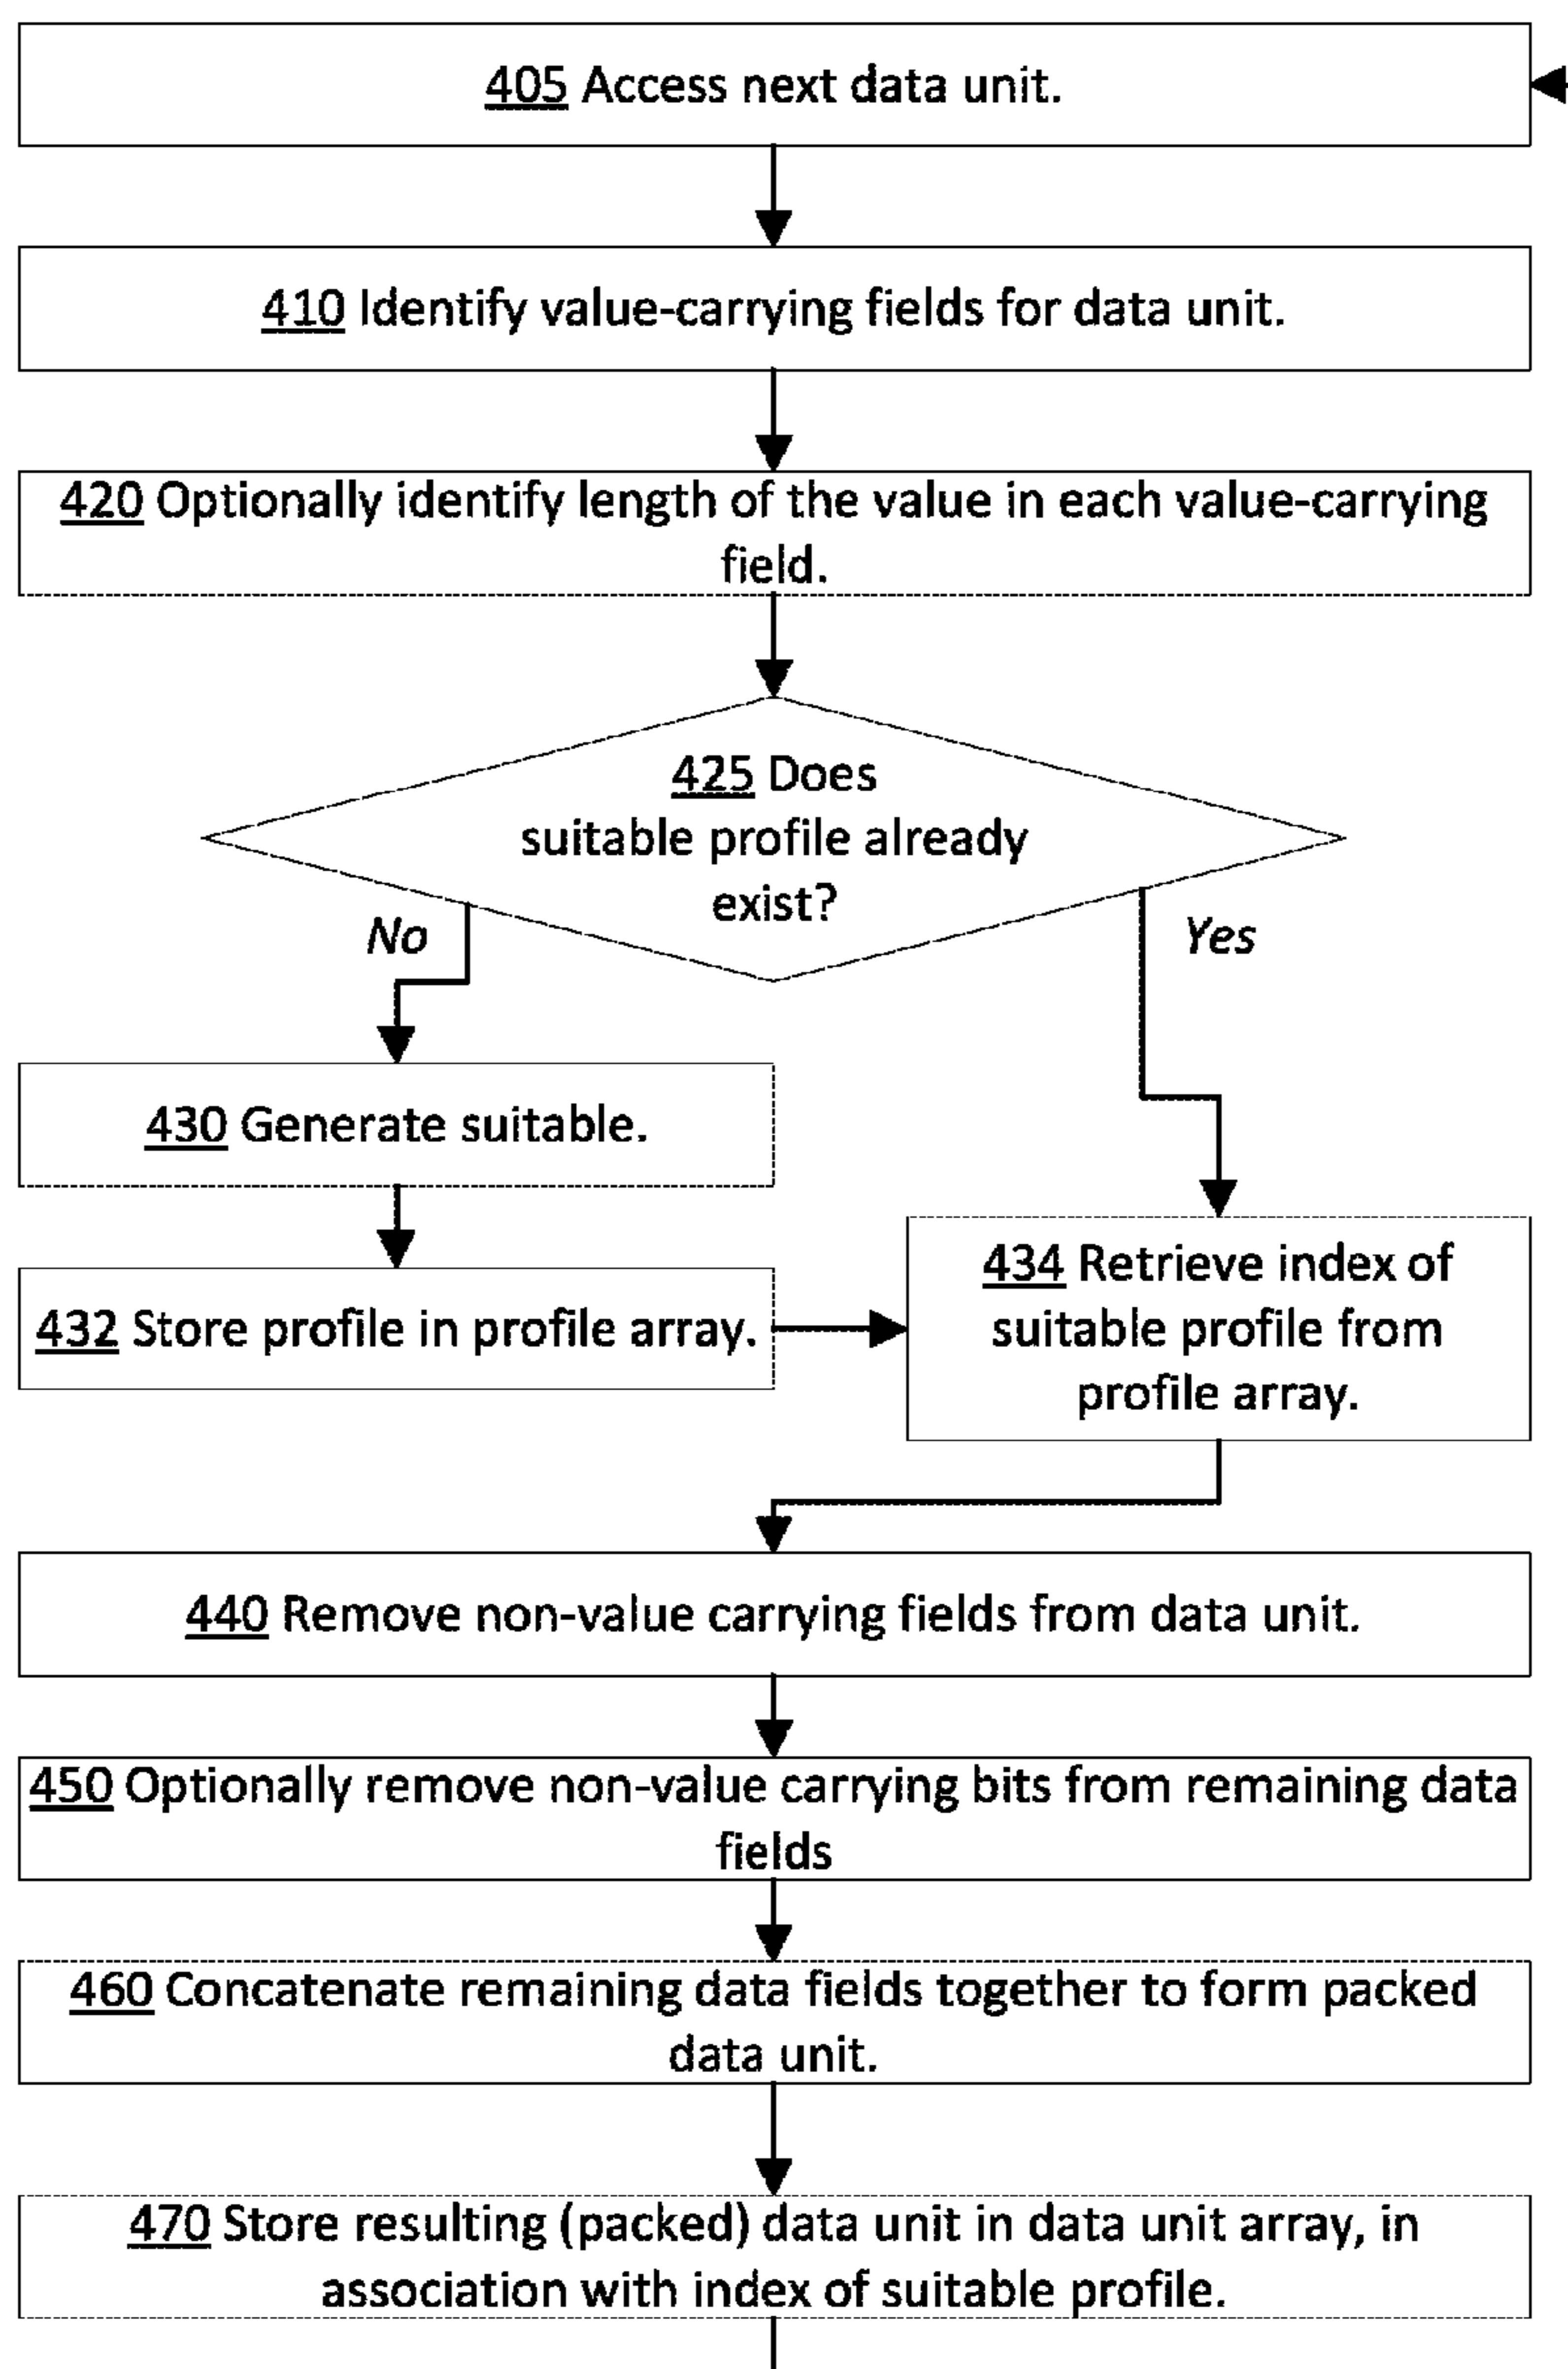 405 Access next data unit.
410 Identify value-carrying fields for data unit.
420 Optionally identify length of the value in each value-carrying
field.
425 Does
suitable profile already
exist?
No
Yes
430 Generate suitable.
432 Store profile in profile array.
434 Retrieve index of
suitable profile from
profile array.
440 Remove non-value carrying fields from data unit.
450 Optionally remove non-value carrying bits from remaining data
fields
460 Concatenate remaining data fields together to form packed
data unit.
470 Store resulting (packed) data unit in data unit array, in
association with index of suitable profile.